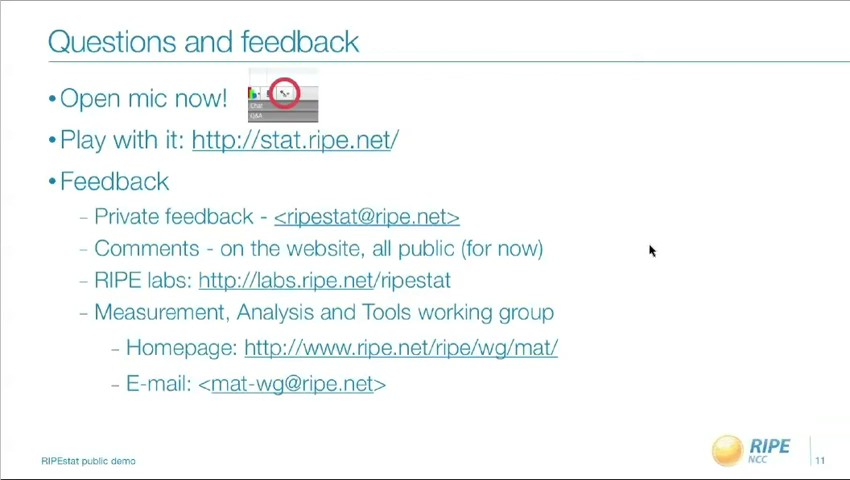 Questions and feedback
•Open mic now!
Chat
Q&A
•Play with it: http://stat.ripe.net/
•Feedback
– Private feedback - <ripestat@ripe.net>
– Comments - on the website, all public (for now)
– RIPE labs: http://labs.ripe.net/ripestat
– Measurement, Analysis and Tools working group
– Homepage: http://www.ripe.net/ripe/wg/mat/
– E-mail: <mat-wg@ripe.net>
RIPEstat public demo
RIPE
NCC
11